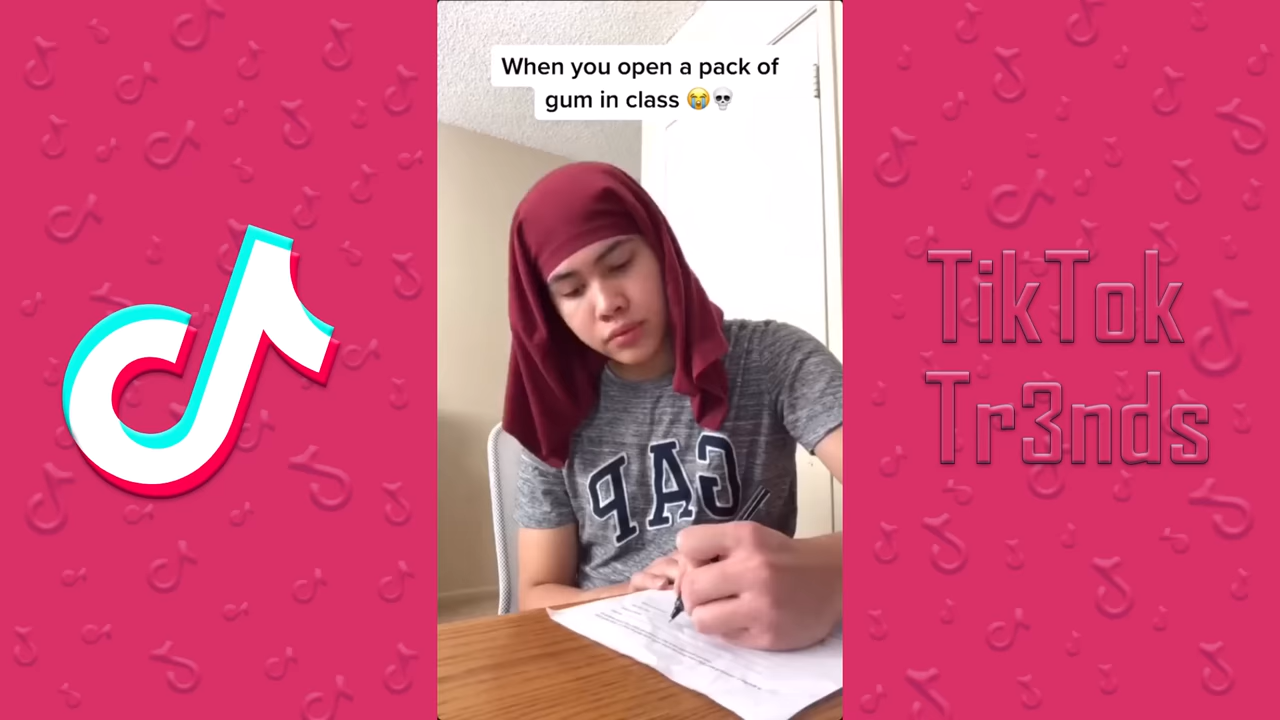 When you open a pack of
gum in class 😭💀
GAP
TikTok
Tr3nds